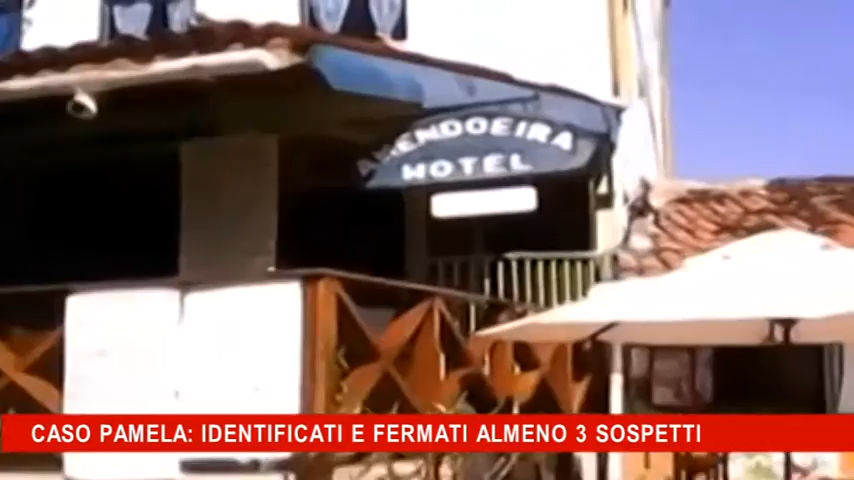 AMENDOEIRA
HOTEL
CASO PAMELA: IDENTIFICATI E FERMATI ALMENO 3 SOSPETTI